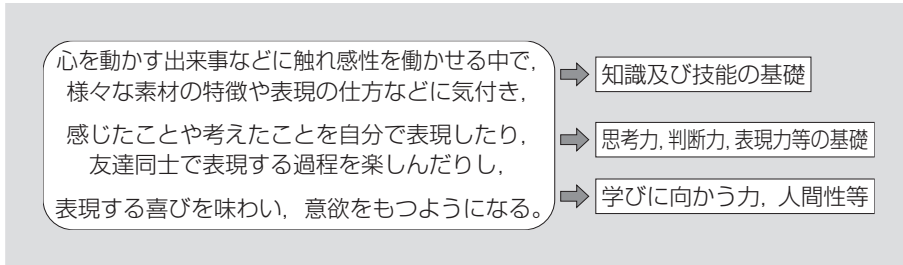 心を動かす出来事などに触れ感性を働かせる中で，
様々な素材の特徴や表現の仕方などに気付き，
知識及び技能の基礎
感じたことや考えたことを自分で表現したり，
友達同士で表現する過程を楽しんだりし，
思考力，判断力，表現力等の基礎
表現する喜びを味わい，意欲をもつようになる。
学びに向かう力，人間性等